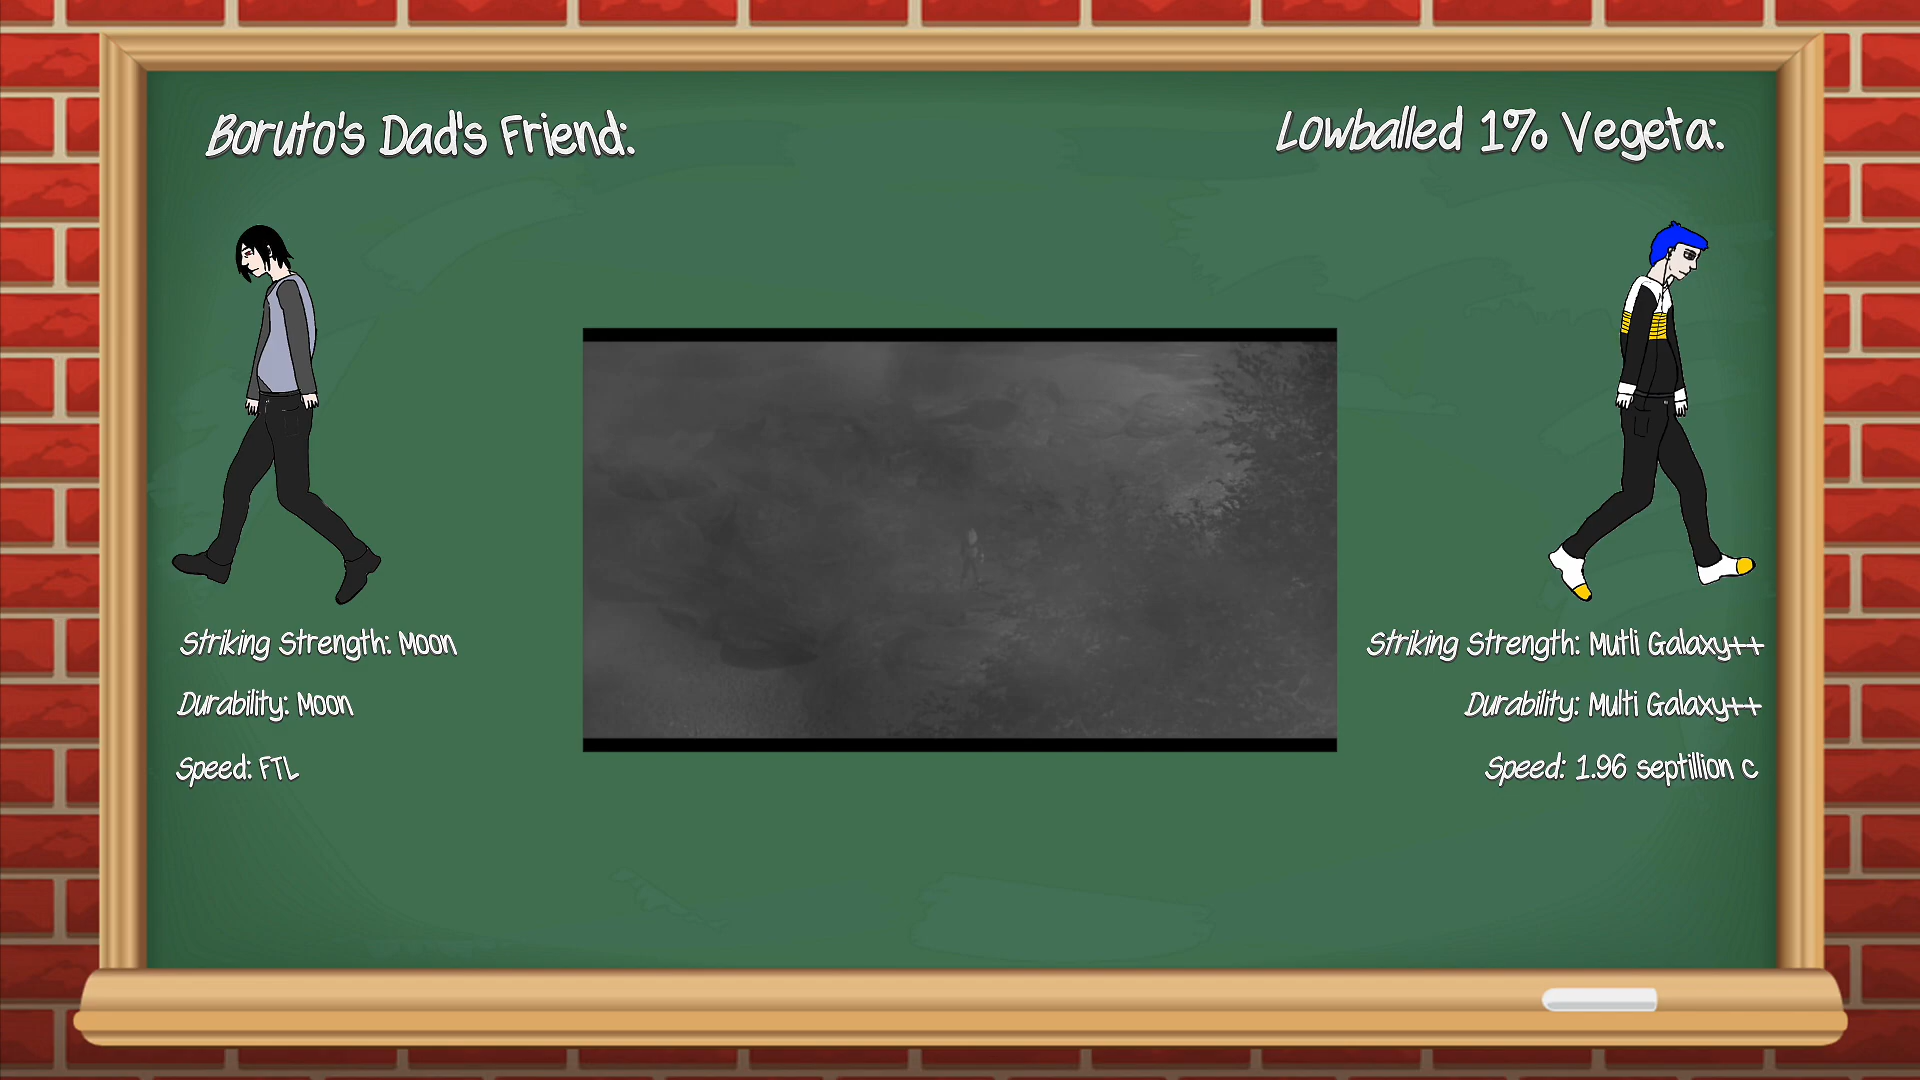 Boruto's Dad's Friend:
Lowballed 1% Vegeta:
Striking Strength: Moon
Durability: Moon
Speed: FTL
Striking Strength: Mutli Galaxy++
Durability: Multi Galaxy++
Speed: 1.96 septillion c